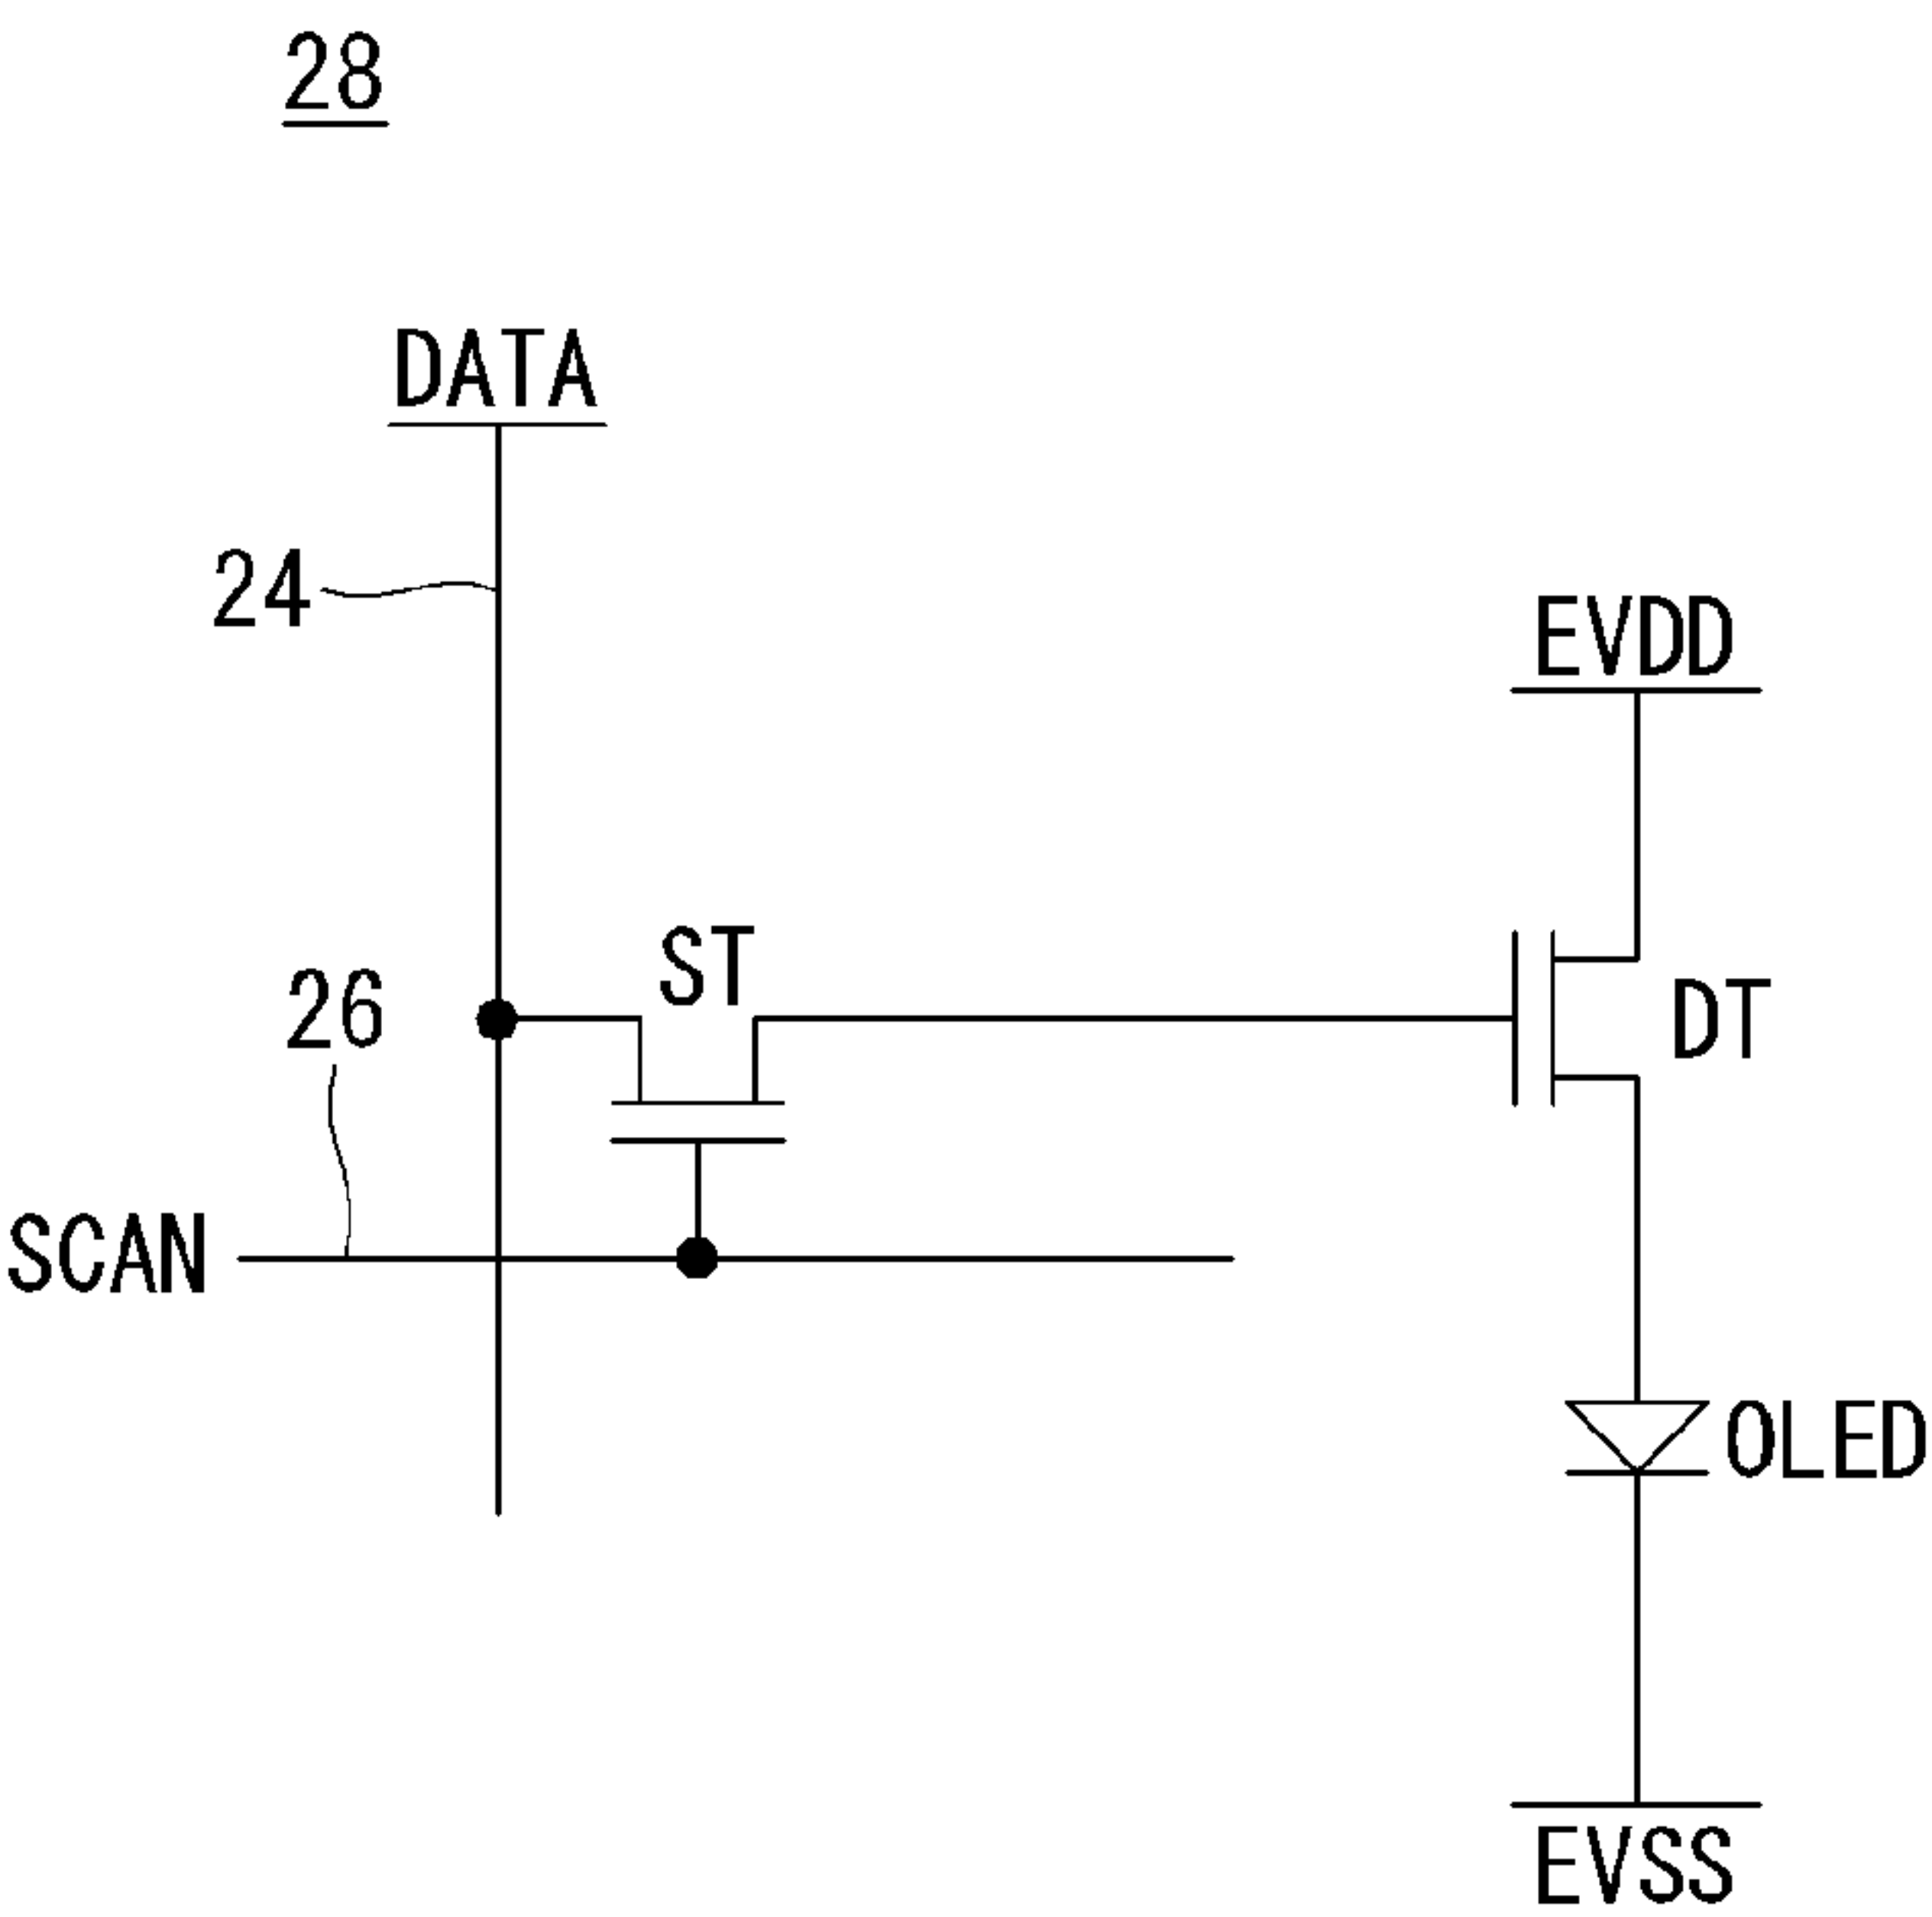 28
DATA
24
EVDD
ST
26
DT
SCAN
OLED
EVSS